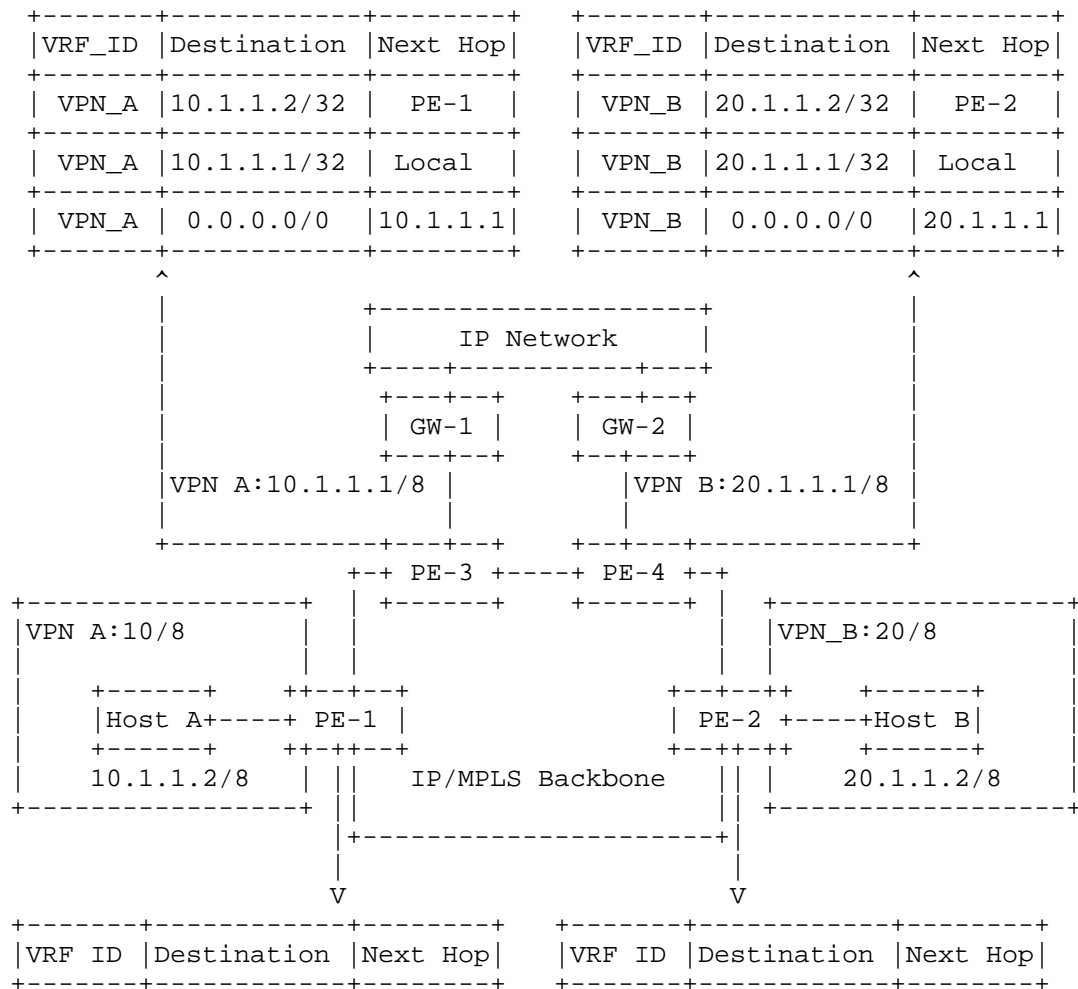 VRF_ID Destination Next Hop VRF_ID Destination Next Hop
VPN_A 10.1.1.2/32 PE-1 VPN_B 20.1.1.2/32 PE-2
VPN_A 10.1.1.1/32 Local VPN_B 20.1.1.1/32 Local
VPN_A 0.0.0.0/0 10.1.1.1 VPN_B 0.0.0.0/0 20.1.1.1
IP Network
GW-1 GW-2
VPN A:10.1.1.1/8 VPN B:20.1.1.1/8
PE-3 PE-4
VPN A:10/8 VPN_B:20/8
Host A PE-1 PE-2 Host B
10.1.1.2/8 IP/MPLS Backbone 20.1.1.2/8
VRF ID Destination Next Hop VRF ID Destination Next Hop